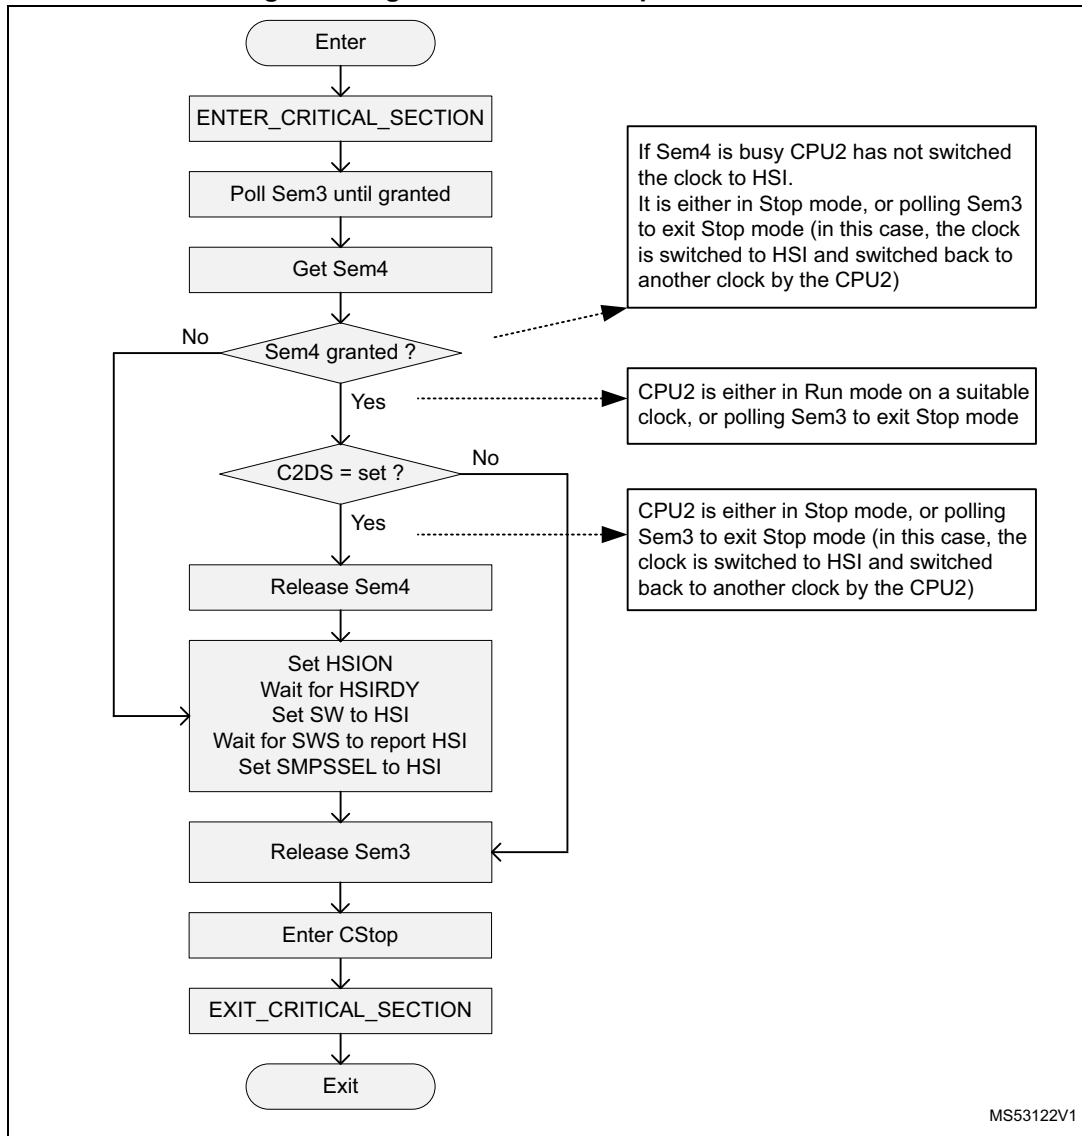 Enter
ENTER_CRITICAL_SECTION
Poll Sem3 until granted
Get Sem4
If Sem4 is busy CPU2 has not switched
the clock to HSI.
It is either in Stop mode, or polling Sem3
to exit Stop mode (in this case, the clock
is switched to HSI and switched back to
another clock by the CPU2)
No
Sem4 granted ?
Yes
CPU2 is either in Run mode on a suitable
clock, or polling Sem3 to exit Stop mode
C2DS = set ?
No
Yes
CPU2 is either in Stop mode, or polling
Sem3 to exit Stop mode (in this case, the
clock is switched to HSI and switched
back to another clock by the CPU2)
Release Sem4
Set HSION
Wait for HSIRDY
Set SW to HSI
Wait for SWS to report HSI
Set SMPSSEL to HSI
Release Sem3
Enter CStop
EXIT_CRITICAL_SECTION
Exit
MS53122V1